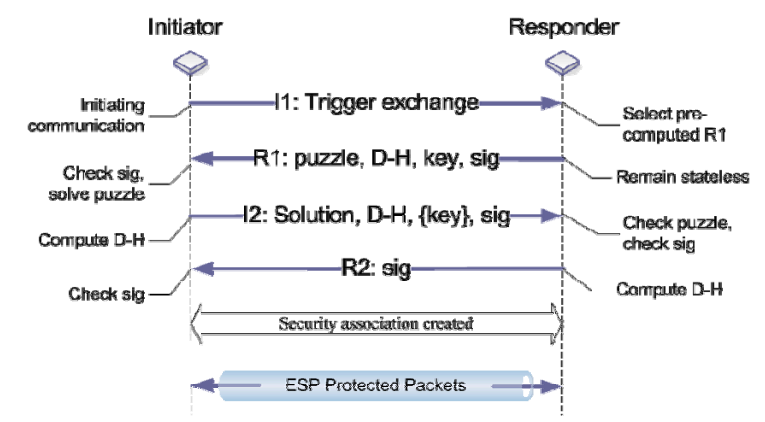 Initiator
Responder
I1: Trigger exchange
Initiating
communication
Select pre-
computed R1
R1: puzzle, D-H, key, sig
Check sig,
solve puzzle
Remain stateless
I2: Solution, D-H, {key}, sig
Compute D-H
Check puzzle,
check sig
R2: sig
Check sig
Compute D-H
Security association created
ESP Protected Packets